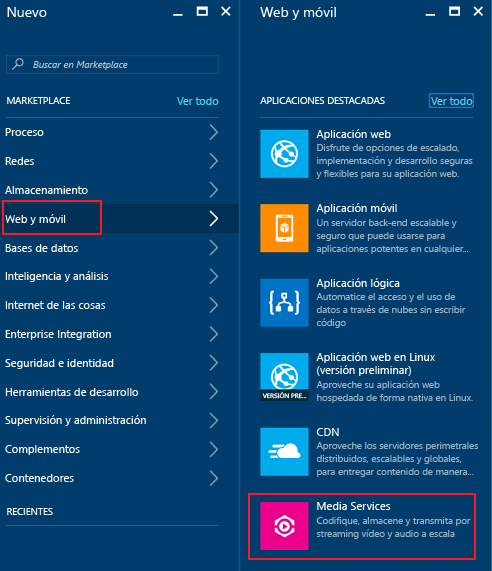 Nuevo
Buscar en Marketplace
MARKETPLACE
Ver todo
Proceso
Redes
Almacenamiento
Web y móvil
Bases de datos
Inteligencia y análisis
Internet de las cosas
Enterprise Integration
Seguridad e identidad
Herramientas de desarrollo
Supervisión y administración
Complementos
Contenedores
RECIENTES
Web y móvil
APLICACIONES DESTACADAS
Ver todo
Aplicación web
Disfrute de opciones de escalado,
implementación y desarrollo seguras
y flexibles para su aplicación web.
Aplicación móvil
Un servidor back-end escalable y
seguro que puede usarse para
aplicaciones potentes en cualquier...
Aplicación lógica
Automatice el acceso y el uso de
datos a través de nubes sin escribir
código
VERSIÓN PRE...
Aplicación web en Linux
(versión preliminar)
Aproveche su aplicación web
hospedada de forma nativa en Linux.
CDN
Aproveche los servidores perimetrales
distribuidos, escalables y globales,
para entregar contenido de manera...
Media Services
Codifique, almacene y transmita por
streaming vídeo y audio a escala